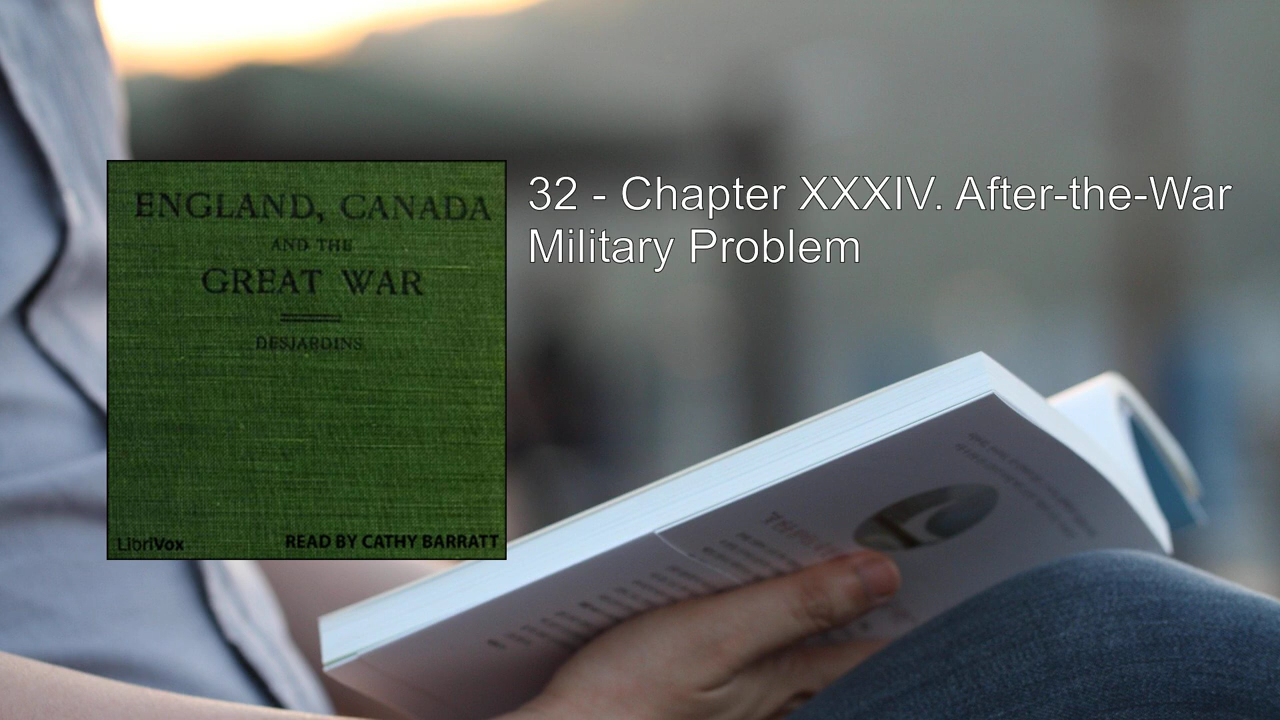 ENGLAND, CANADA
AND THE
GREAT WAR
DESJARDINS
LibriVox
READ BY CATHY BARRATT
32 - Chapter XXXIV. After-the-War
Military Problem